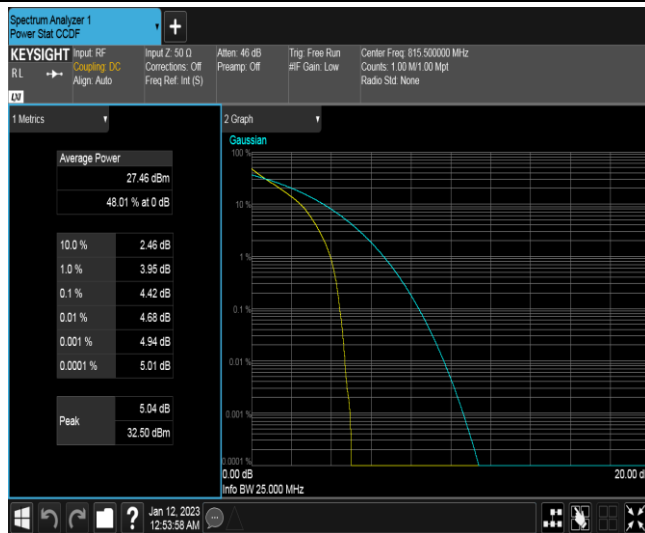 Spectrum Analyzer 1
Power Stat CCDF
+
KEYSIGHT
RL
Input: RF
Coupling: DC
Align: Auto
Input Z: 50 Ω
Corrections: Off
Freq Ref: Int (S)
Atten: 46 dB
Preamp: Off
Trig: Free Run
#IF Gain: Low
Center Freq: 815.500000 MHz
Counts: 1.00 M/1.00 Mpt
Radio Std: None
1 Metrics
Average Power
27.46 dBm
48.01 % at 0 dB
10.0 % 2.46 dB
1.0 % 3.95 dB
0.1 % 4.42 dB
0.01 % 4.68 dB
0.001 % 4.94 dB
0.0001 % 5.01 dB
Peak
5.04 dB
32.50 dBm
2 Graph
Gaussian
100 %
10 %
1 %
0.1 %
0.01 %
0.001 %
0.0001 %
0.00 dB
20.00 d
Info BW 25.000 MHz
?
Jan 12, 2023
12:53:58 AM